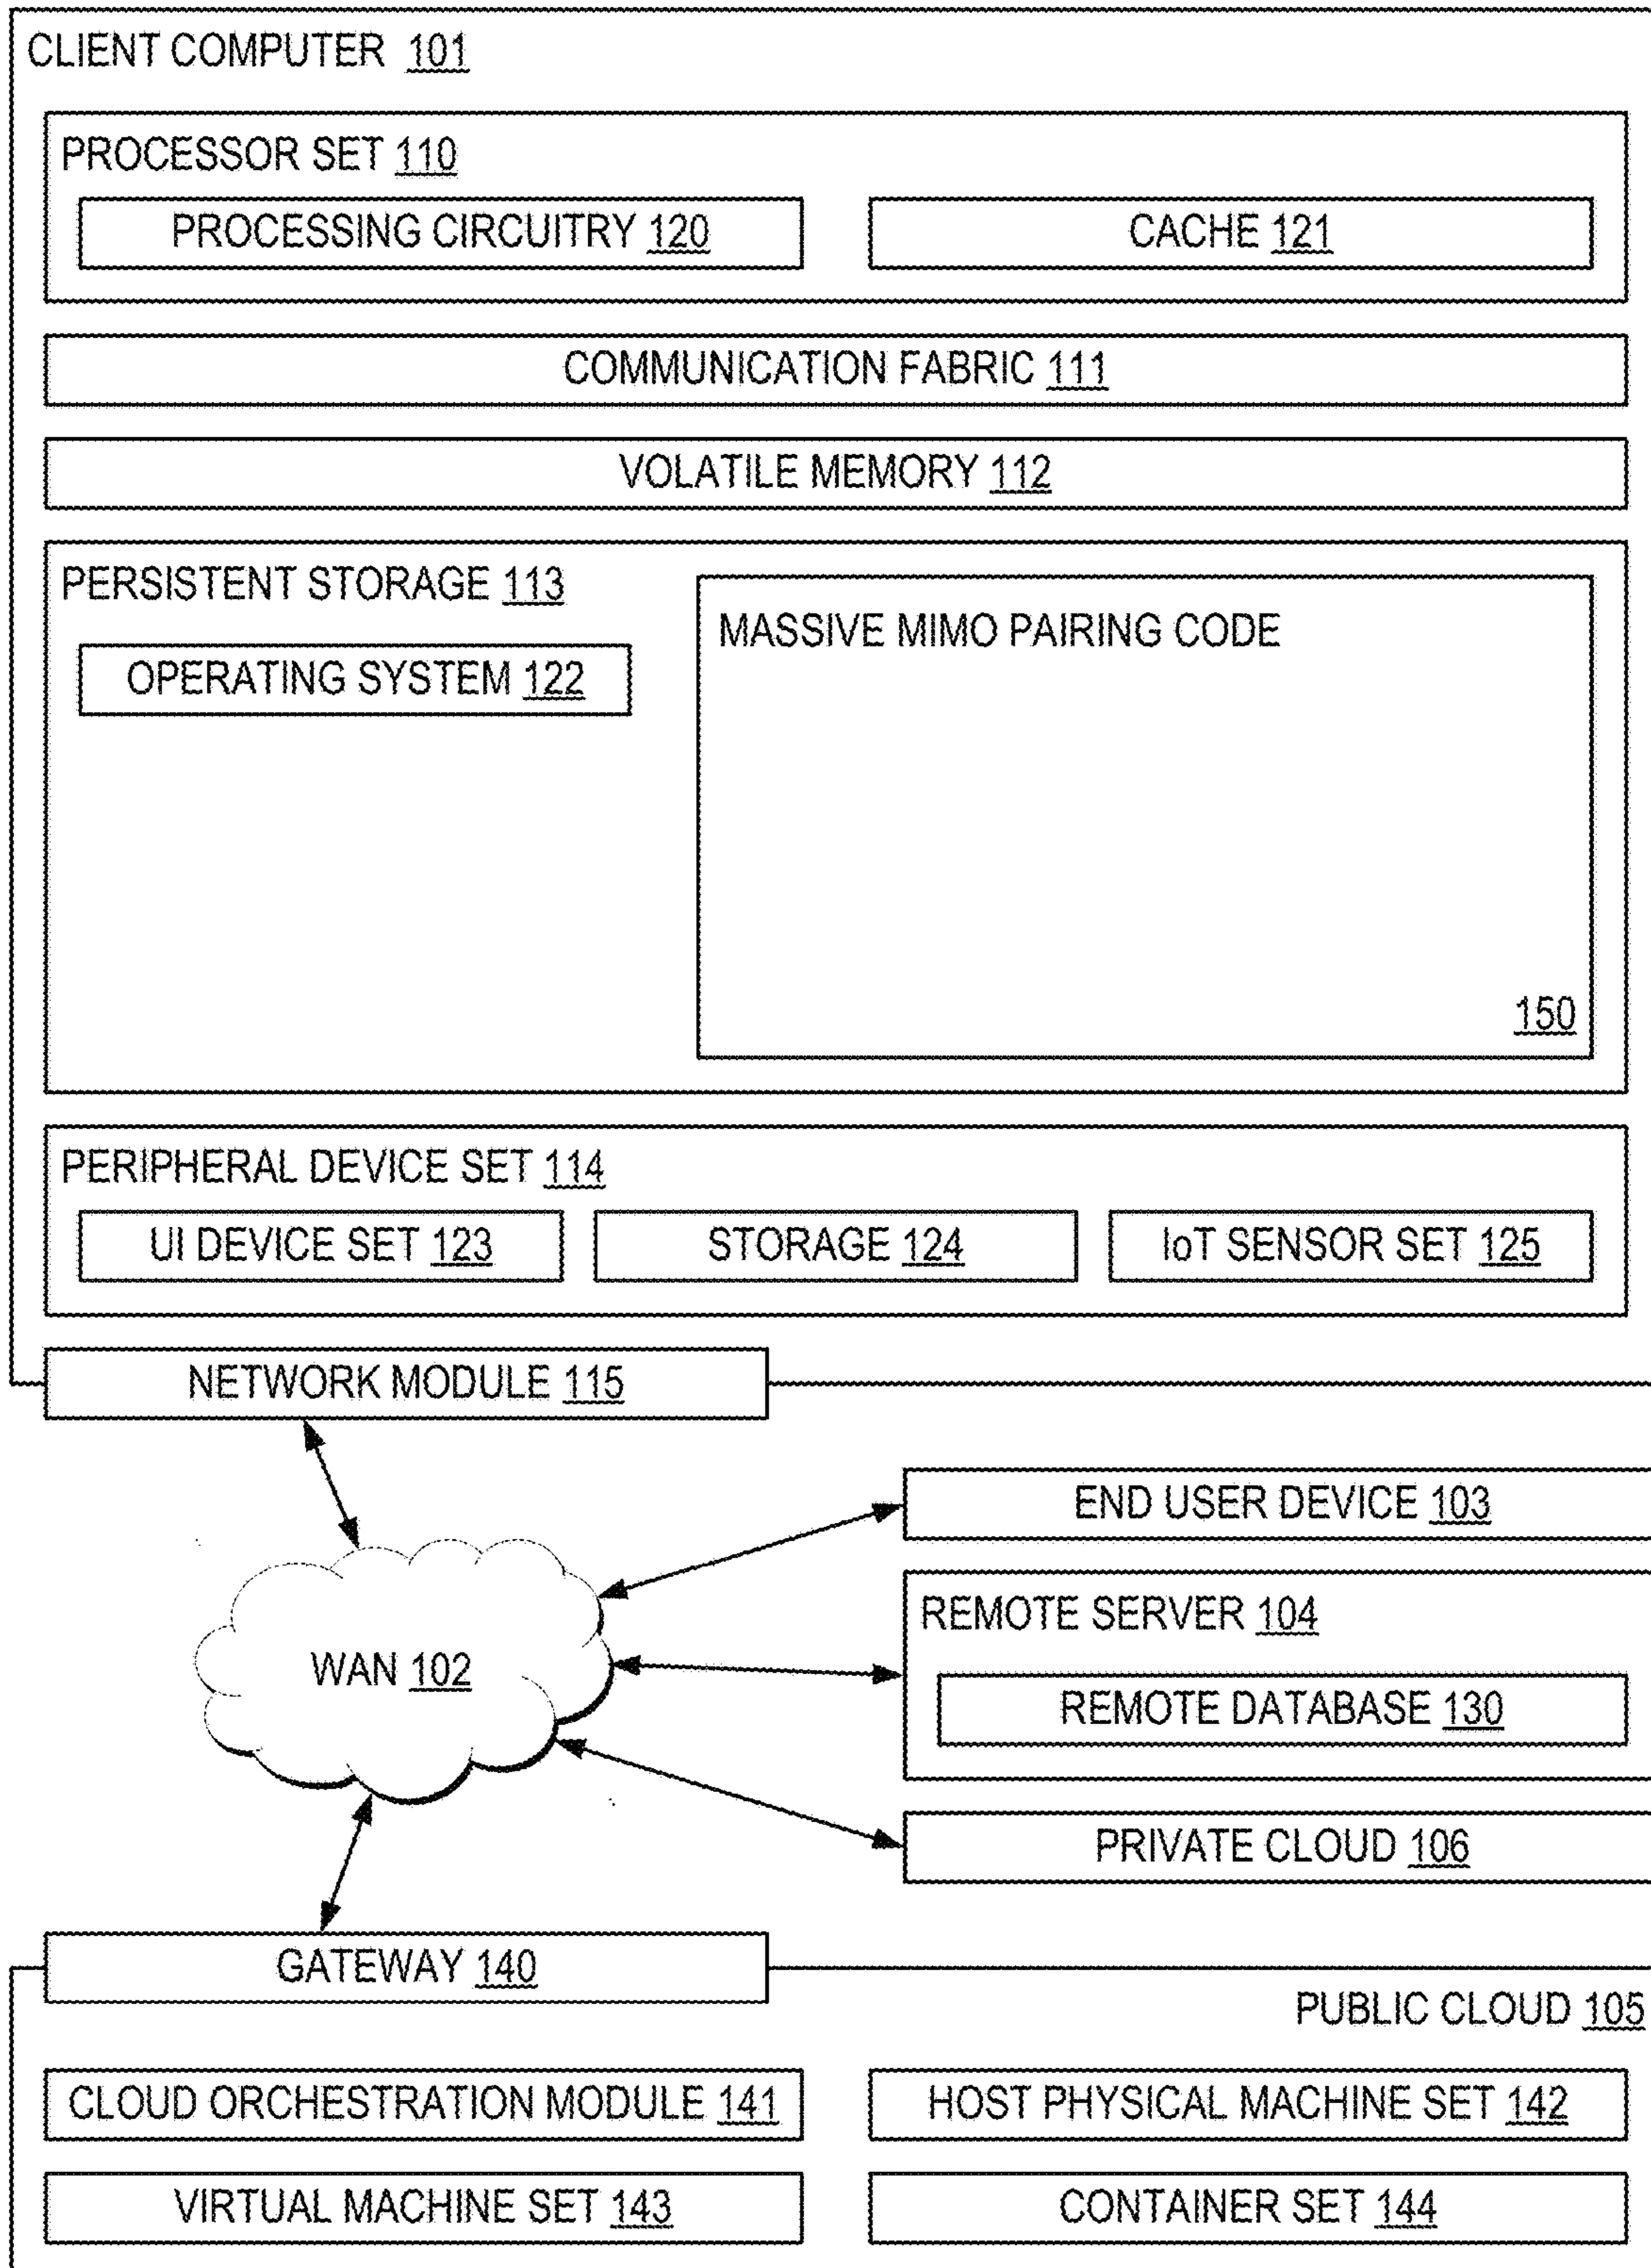 CLIENT COMPUTER 101
PROCESSOR SET 110
PROCESSING CIRCUITRY 120
CACHE 121
COMMUNICATION FABRIC 111
VOLATILE MEMORY 112
PERSISTENT STORAGE 113
OPERATING SYSTEM 122
MASSIVE MIMO PAIRING CODE
150
PERIPHERAL DEVICE SET 114
UI DEVICE SET 123
STORAGE 124
IoT SENSOR SET 125
NETWORK MODULE 115
END USER DEVICE 103
REMOTE SERVER 104
WAN 102
REMOTE DATABASE 130
PRIVATE CLOUD 106
GATEWAY 140
PUBLIC CLOUD 105
CLOUD ORCHESTRATION MODULE 141
HOST PHYSICAL MACHINE SET 142
VIRTUAL MACHINE SET 143
CONTAINER SET 144